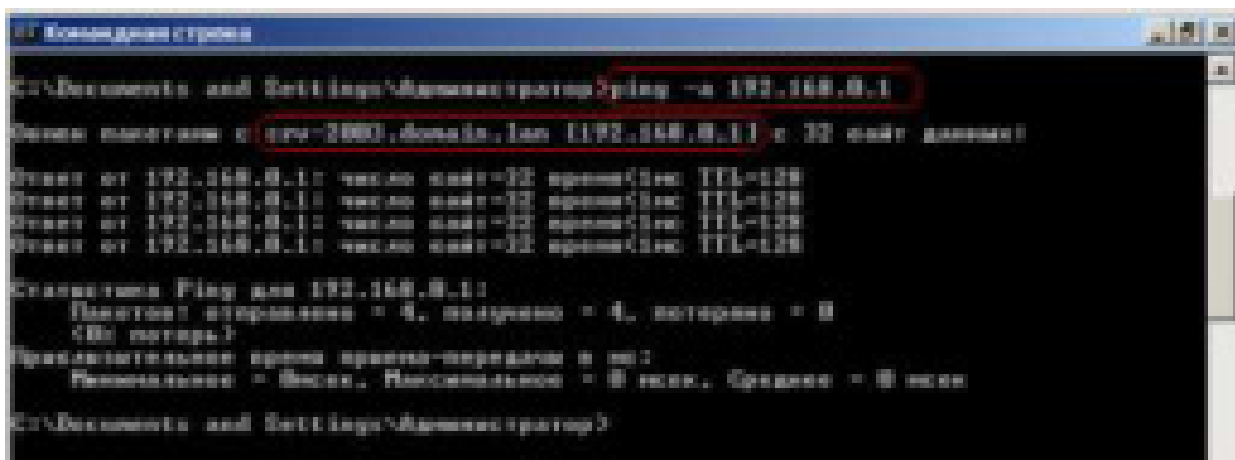 Командная строка
C:\Documents and Settings\Администратор>ping -a 192.168.0.1
Обмен пакетами с srv-2003.domain.lan [192.168.0.1] с 32 байт данных:
Ответ от 192.168.0.1: число байт=32 время<1мс TTL=128
Ответ от 192.168.0.1: число байт=32 время<1мс TTL=128
Ответ от 192.168.0.1: число байт=32 время<1мс TTL=128
Ответ от 192.168.0.1: число байт=32 время<1мс TTL=128
Статистика Ping для 192.168.0.1:
Пакетов: отправлено = 4, получено = 4, потеряно = 0
(0% потерь)
Приблизительное время приема-передачи в мс:
Минимальное = 0мсек, Максимальное = 0 мсек, Среднее = 0 мсек
C:\Documents and Settings\Администратор>